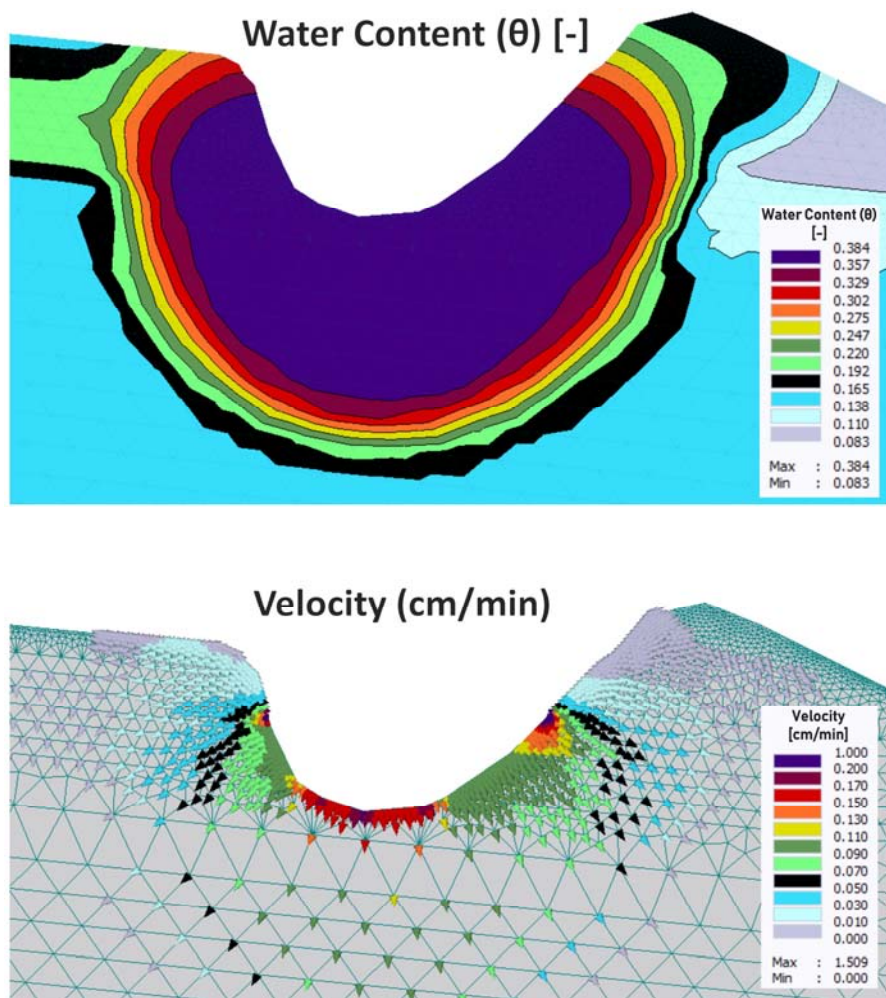 Water Content (θ) [-]
Water Content (θ)
[-]
0.384
0.357
0.329
0.302
0.275
0.247
0.220
0.192
0.165
0.138
0.110
0.083
Max : 0.384
Min : 0.083
Velocity (cm/min)
Velocity
[cm/min]
1.000
0.200
0.170
0.150
0.130
0.110
0.090
0.070
0.050
0.030
0.010
0.000
Max : 1.509
Min : 0.000